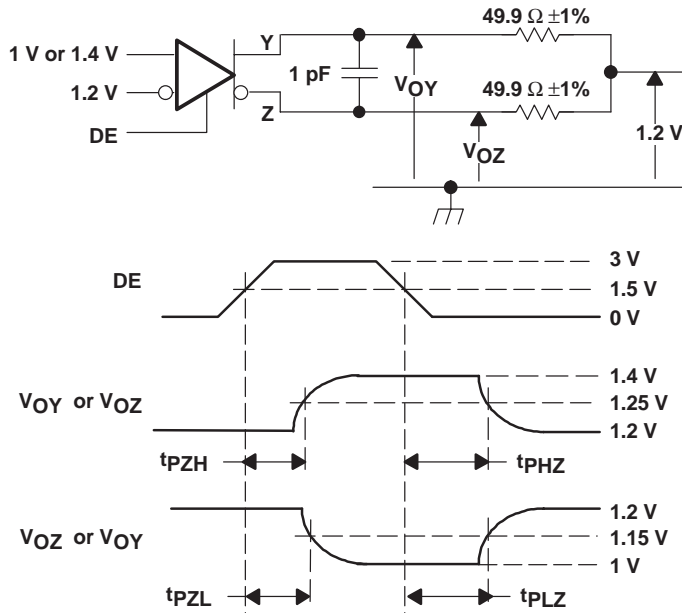 1 V or 1.4 V
1.2 V
DE
Y
Z
1 pF
VOY
VOZ
49.9 Ω ±1%
49.9 Ω ±1%
1.2 V
DE
3 V
1.5 V
0 V
VOY or VOZ
1.4 V
1.25 V
1.2 V
tPZH
tPHZ
VOZ or VOY
1.2 V
1.15 V
1 V
tPZL
tPLZ